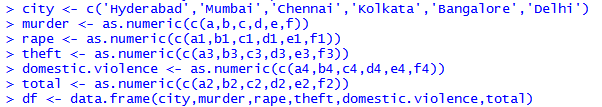 > city <- c('Hyderabad','Mumbai','Chennai','Kolkata','Bangalore','Delhi')
> murder <- as.numeric(c(a,b,c,d,e,f))
> rape <- as.numeric(c(a1,b1,c1,d1,e1,f1))
> theft <- as.numeric(c(a3,b3,c3,d3,e3,f3))
> domestic.violence <- as.numeric(c(a4,b4,c4,d4,e4,f4))
> total <- as.numeric(c(a2,b2,c2,d2,e2,f2))
> df <- data.frame(city,murder,rape,theft,domestic.violence,total)